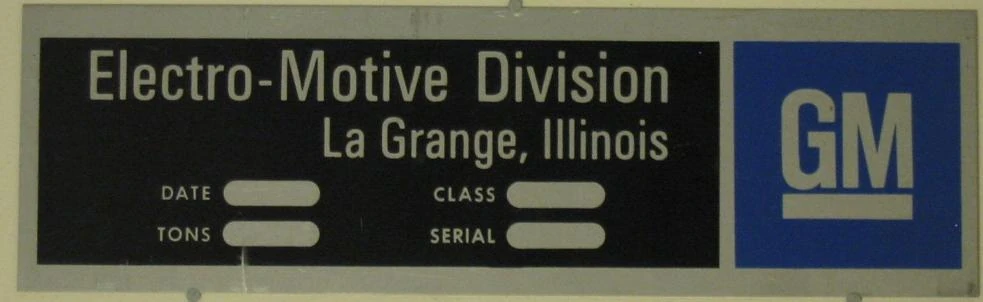 Electro-Motive Division
La Grange, Illinois
DATE CLASS
TONS SERIAL
GM